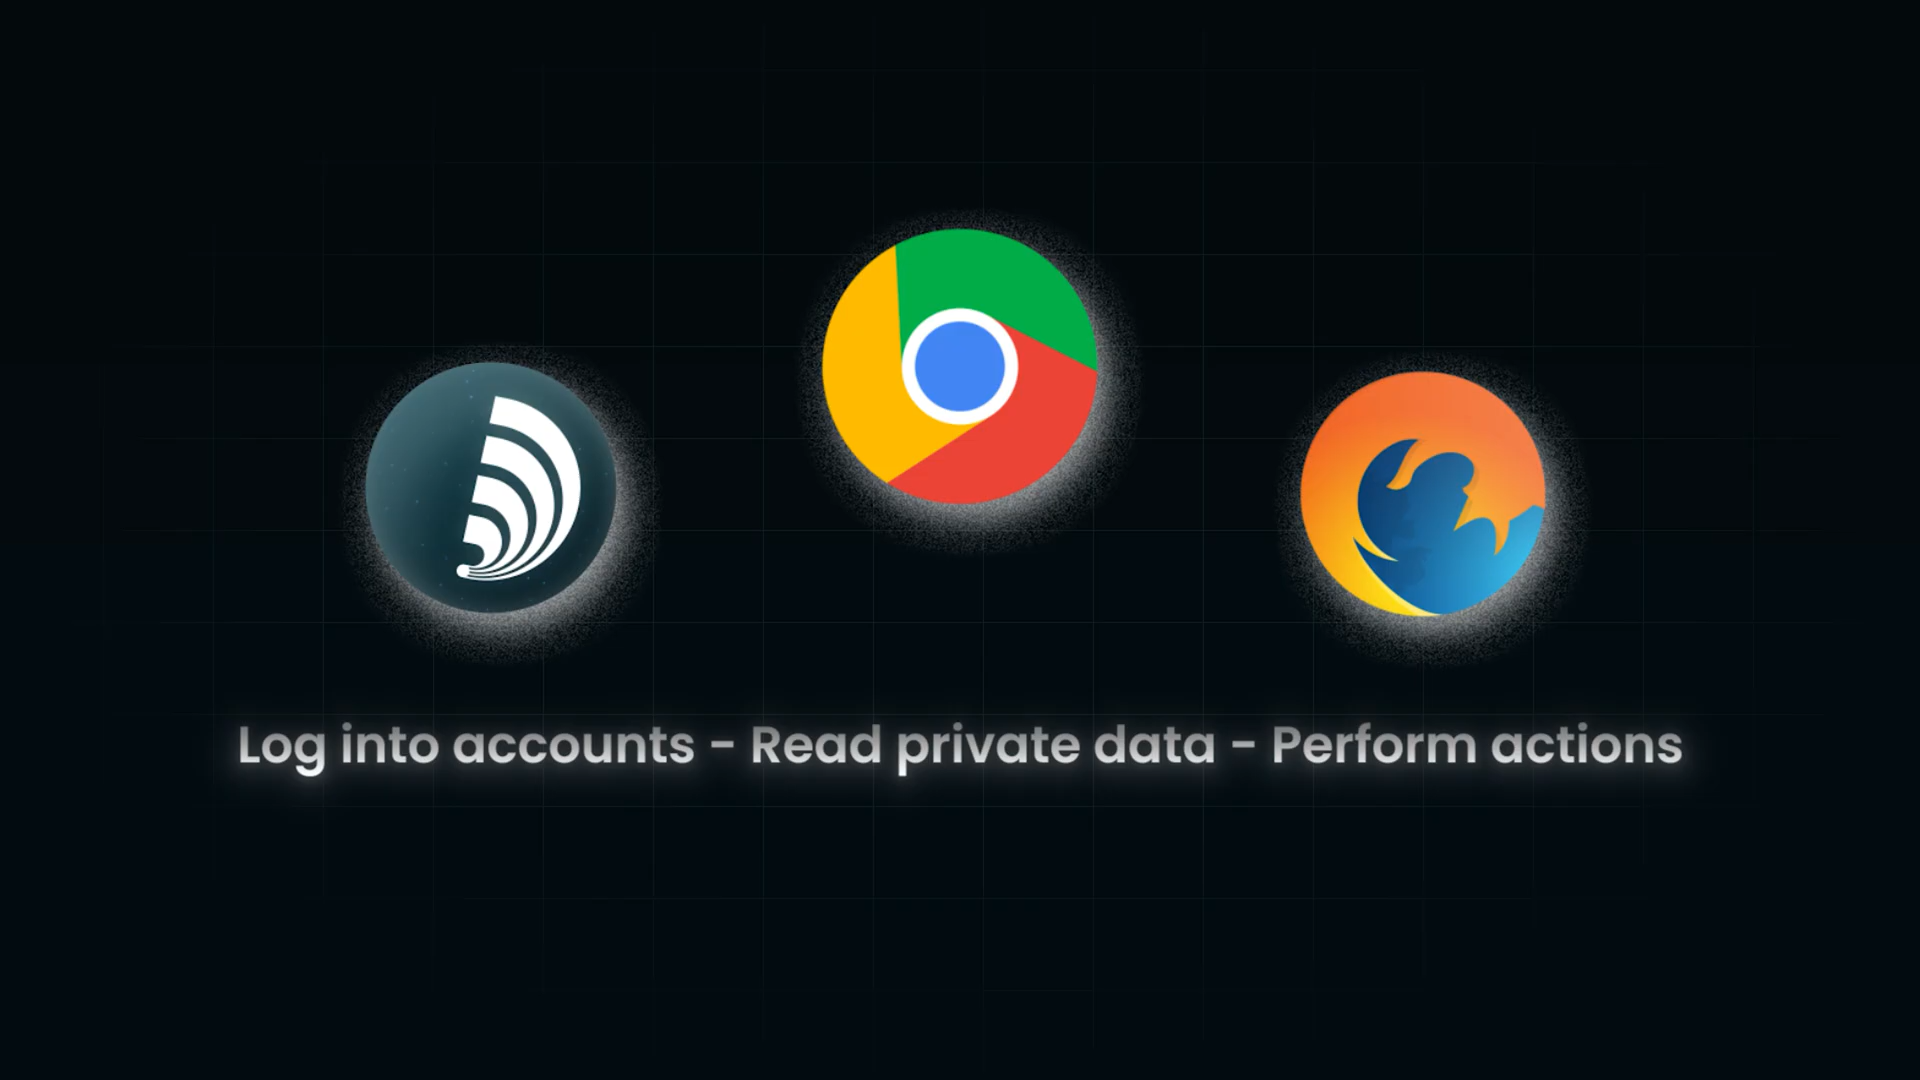 Log into accounts - Read private data - Perform actions